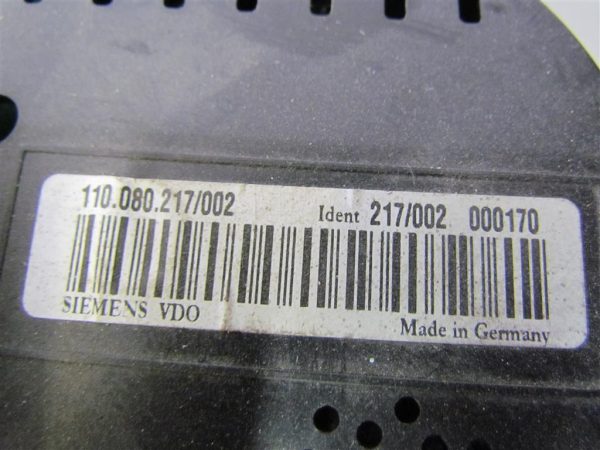 110.080.217/002 Ident 217/002 000170
SIEMENS VDO
Made in Germany